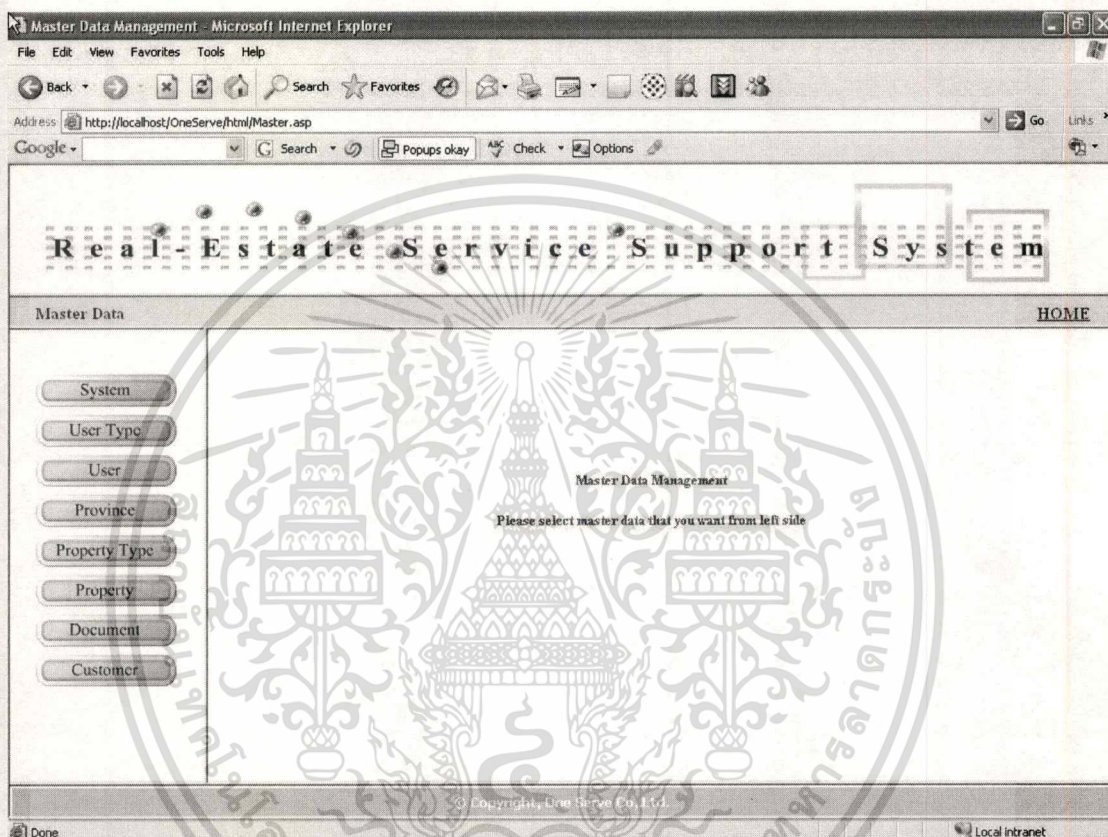 Master Data Management - Microsoft Internet Explorer
File Edit View Favorites Tools Help
Back Search Favorites
Address http://localhost/OneServe/html/Master.asp Go Links »
Google Search Popups okay ABC Check Options
Real-Estate Service Support System
Master Data HOME
System
User Type
User
Province
Property Type
Property
Document
Customer
Master Data Management
Please select master data that you want from left side
© Copyright, One Serve Co.,Ltd.
Done Local intranet